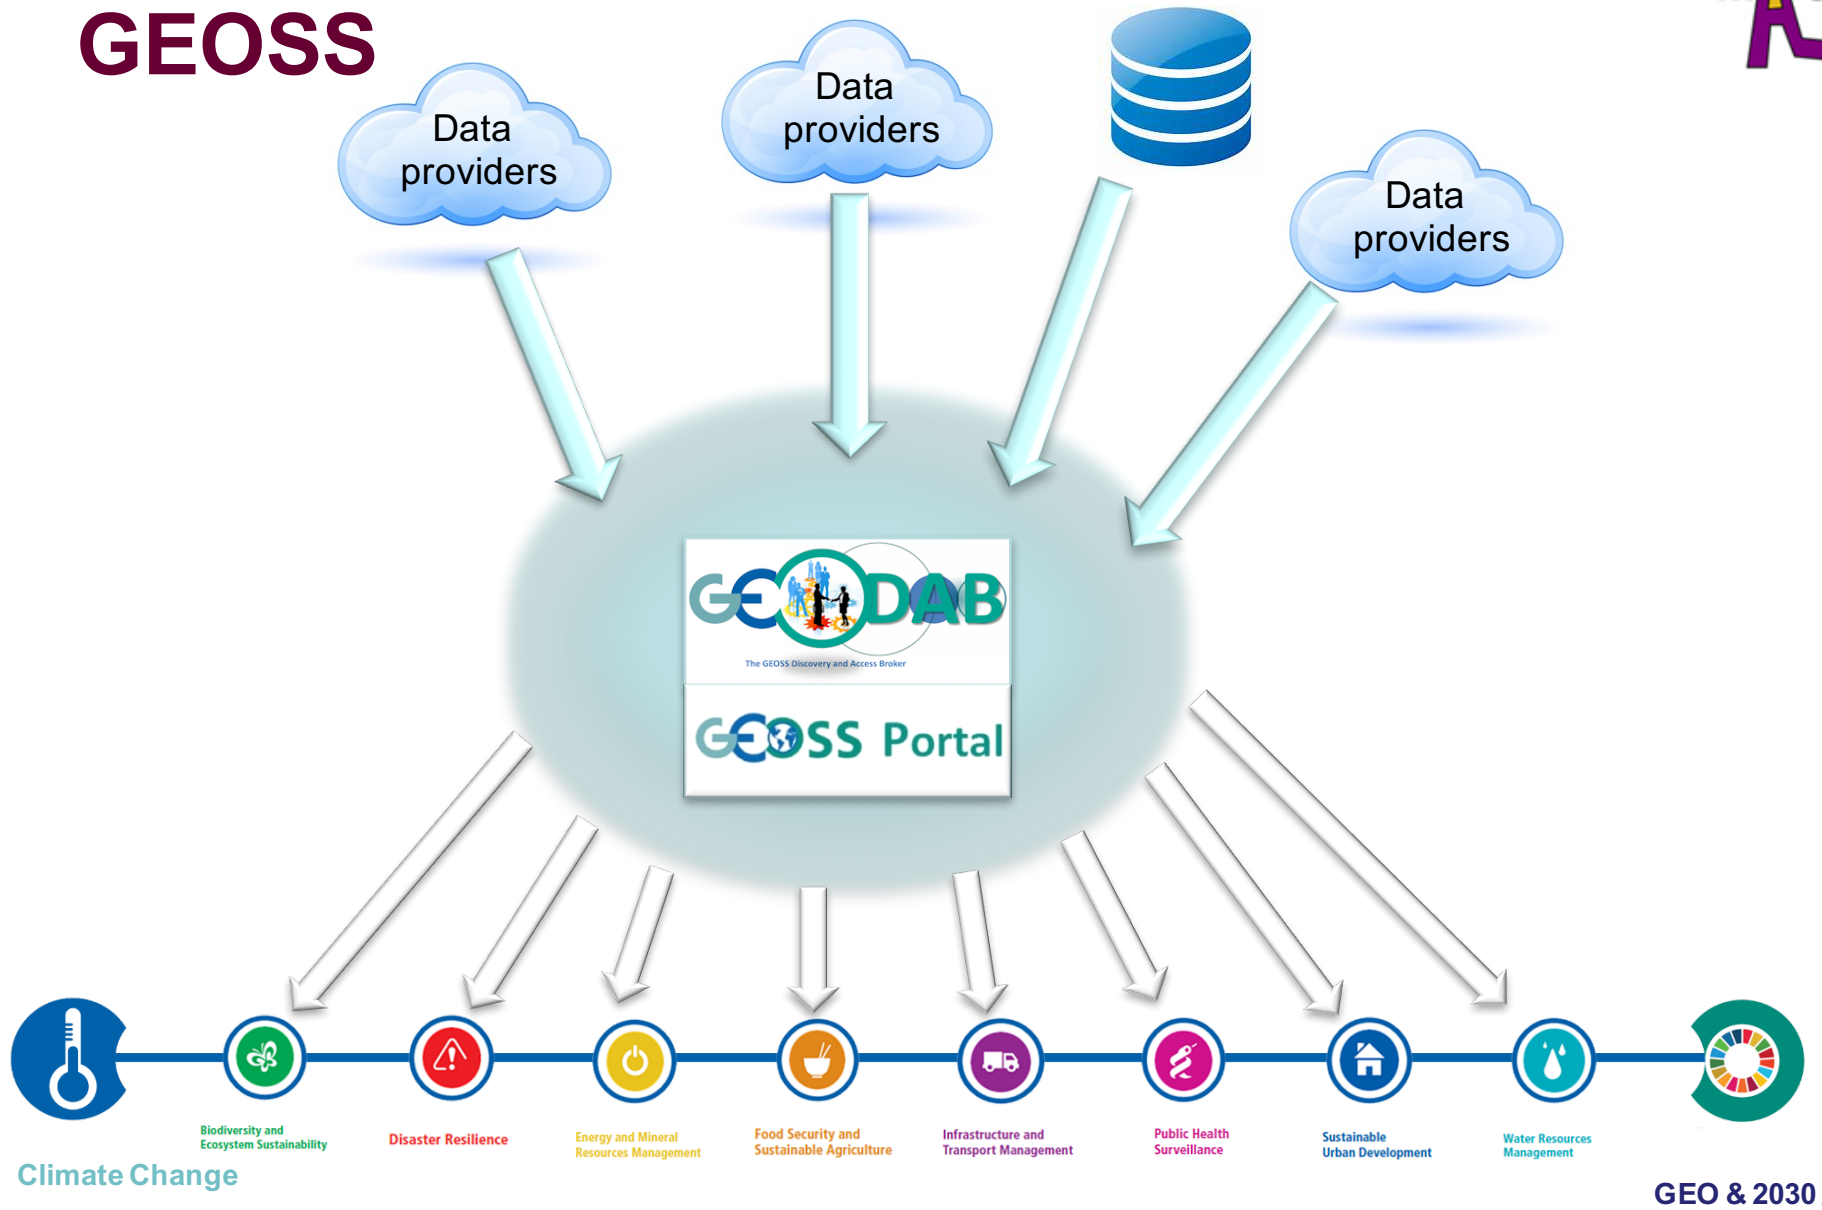 GEOSS
Data
providers
Data
providers
Data
providers
GEO DAB
The GEOSS Discovery and Access Broker
GEOSS Portal
Biodiversity and
Ecosystem Sustainability
Disaster Resilience
Energy and Mineral
Resources Management
Food Security and
Sustainable Agriculture
Infrastructure and
Transport Management
Public Health
Surveillance
Sustainable
Urban Development
Water Resources
Management
Climate Change
GEO & 2030